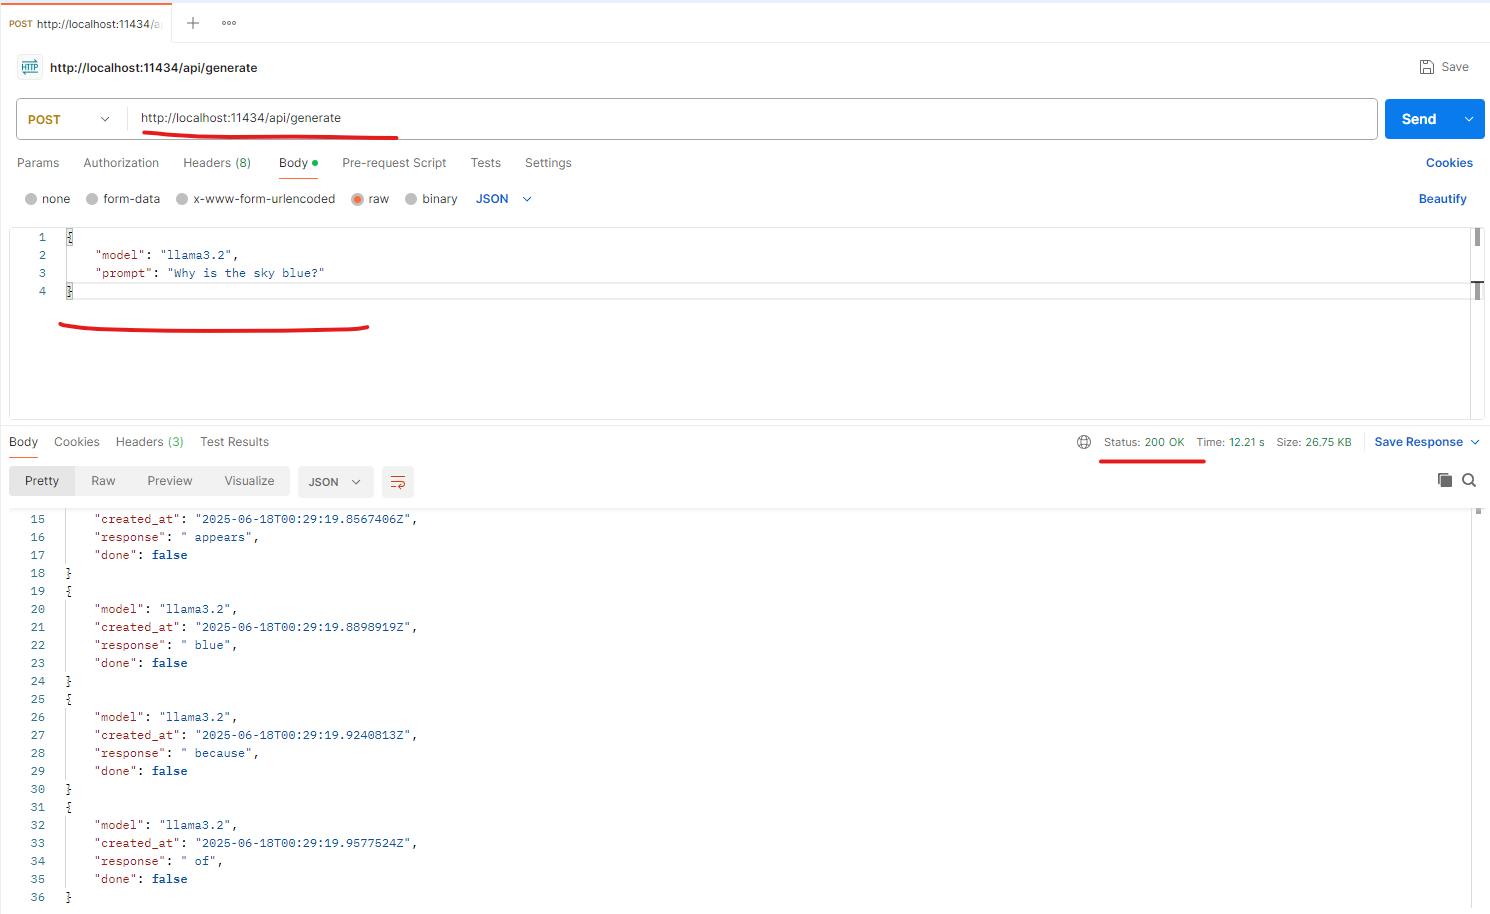 POST http://localhost:11434/a
http://localhost:11434/api/generate
Save
POST http://localhost:11434/api/generate Send
Params Authorization Headers (8) Body Pre-request Script Tests Settings Cookies
none form-data x-www-form-urlencoded raw binary JSON Beautify
1 {
2 "model": "llama3.2",
3 "prompt": "Why is the sky blue?"
4 }
Body Cookies Headers (3) Test Results Status: 200 OK Time: 12.21 s Size: 26.75 KB Save Response
Pretty Raw Preview Visualize JSON
15 "created_at": "2025-06-18T00:29:19.8567406Z",
16 "response": " appears",
17 "done": false
18 }
19 {
20 "model": "llama3.2",
21 "created_at": "2025-06-18T00:29:19.8898919Z",
22 "response": " blue",
23 "done": false
24 }
25 {
26 "model": "llama3.2",
27 "created_at": "2025-06-18T00:29:19.9240813Z",
28 "response": " because",
29 "done": false
30 }
31 {
32 "model": "llama3.2",
33 "created_at": "2025-06-18T00:29:19.9577524Z",
34 "response": " of",
35 "done": false
36 }